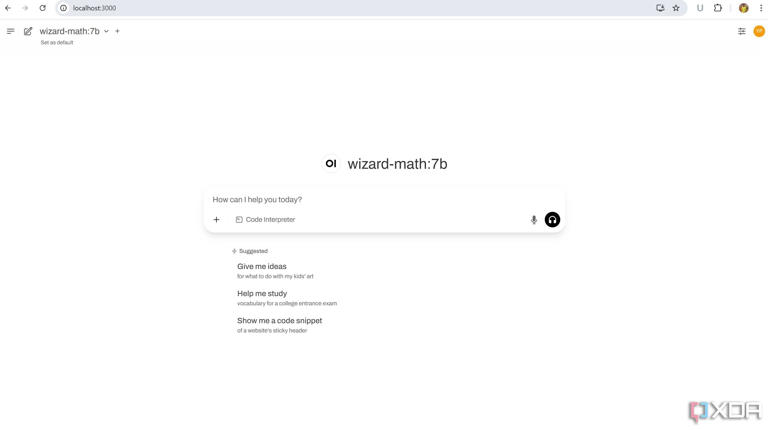 localhost:3000
wizard-math:7b
Set as default
OI wizard-math:7b
How can I help you today?
Code Interpreter
Suggested
Give me ideas
for what to do with my kids' art
Help me study
vocabulary for a college entrance exam
Show me a code snippet
of a website's sticky header
XDA